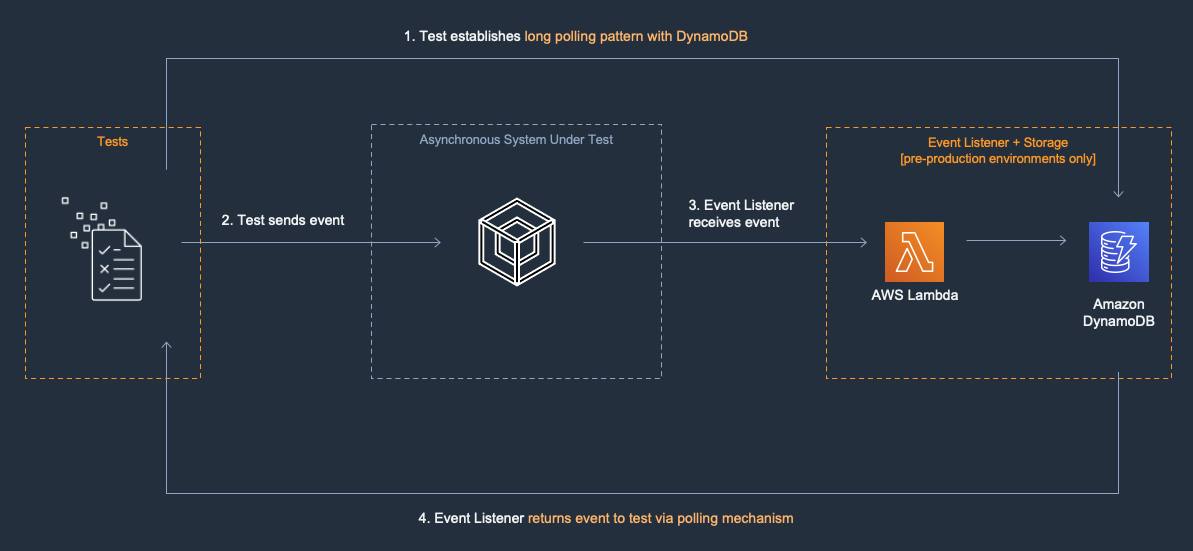 1. Test establishes long polling pattern with DynamoDB
Tests
Asynchronous System Under Test
Event Listener + Storage
[pre-production environments only]
2. Test sends event
3. Event Listener
receives event
AWS Lambda
Amazon
DynamoDB
4. Event Listener returns event to test via polling mechanism